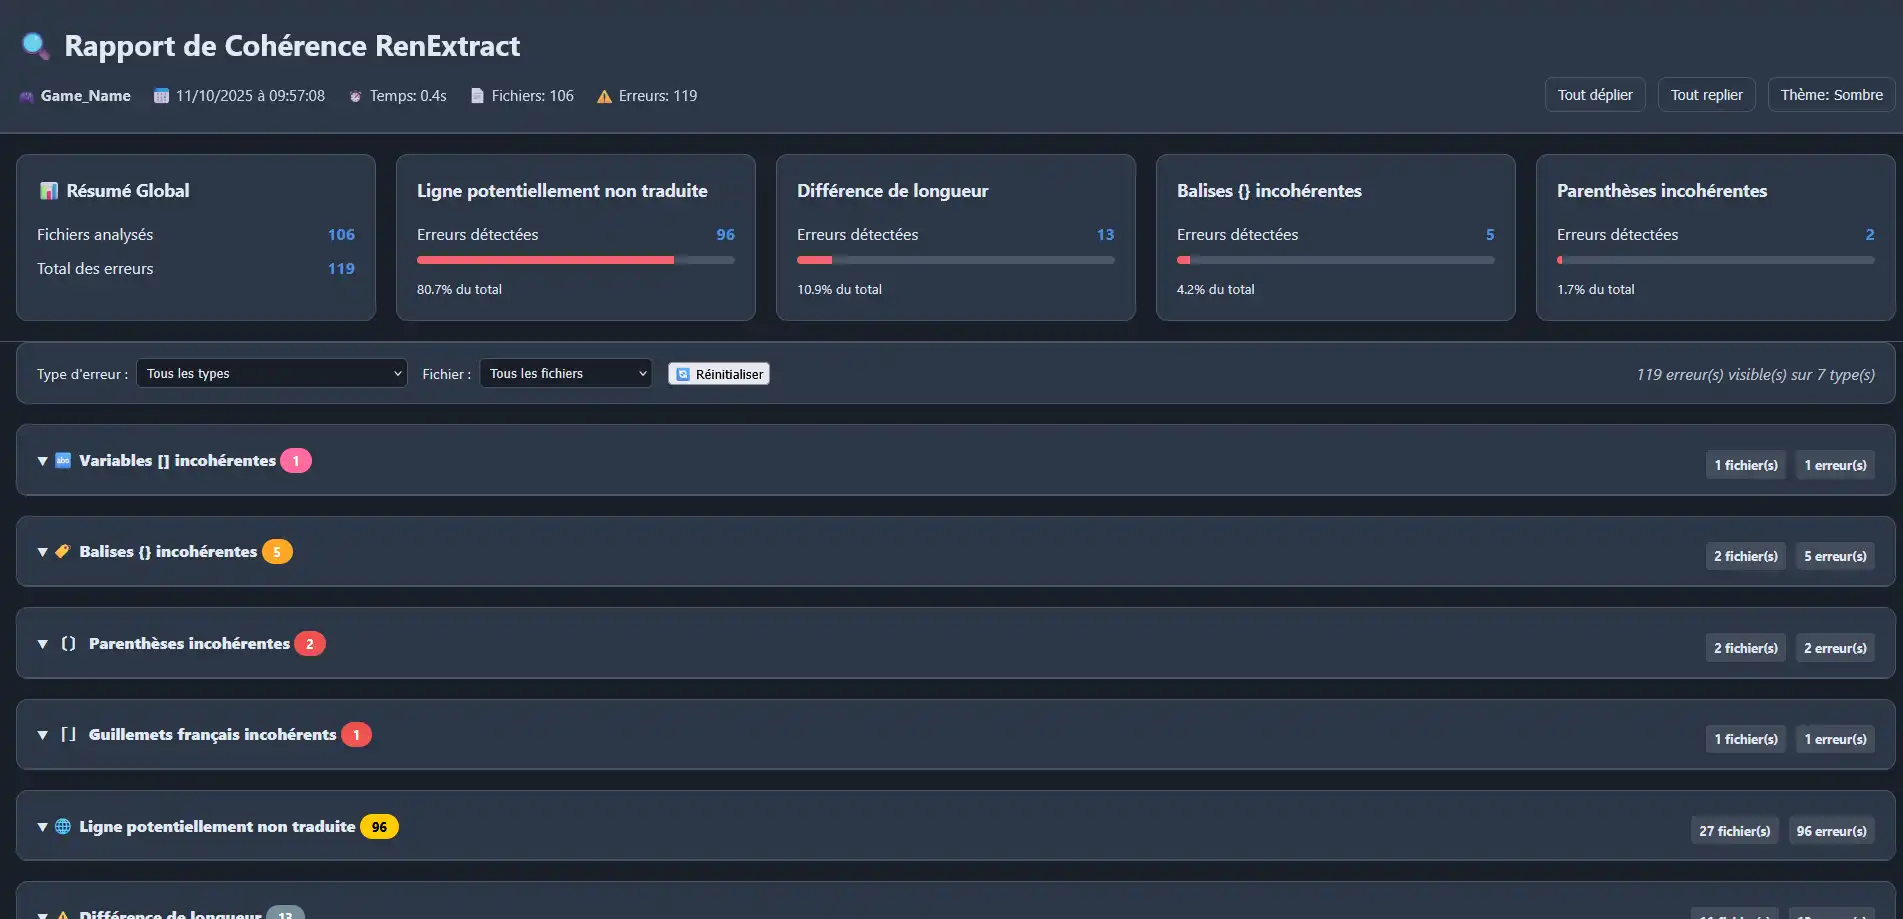 Rapport de Cohérence RenExtract
Game_Name 11/10/2025 à 09:57:08 Temps: 0.4s Fichiers: 106 Erreurs: 119
Tout déplier Tout replier Thème: Sombre
Résumé Global
Fichiers analysés 106
Total des erreurs 119
Ligne potentiellement non traduite
Erreurs détectées 96
80.7% du total
Différence de longueur
Erreurs détectées 13
10.9% du total
Balises {} incohérentes
Erreurs détectées 5
4.2% du total
Parenthèses incohérentes
Erreurs détectées 2
1.7% du total
Type d'erreur : Tous les types Fichier : Tous les fichiers Réinitialiser 119 erreur(s) visible(s) sur 7 type(s)
Variables [] incohérentes 1 1 fichier(s) 1 erreur(s)
Balises {} incohérentes 5 2 fichier(s) 5 erreur(s)
Parenthèses incohérentes 2 2 fichier(s) 2 erreur(s)
Guillemets français incohérents 1 1 fichier(s) 1 erreur(s)
Ligne potentiellement non traduite 96 27 fichier(s) 96 erreur(s)
Différence de longueur 13